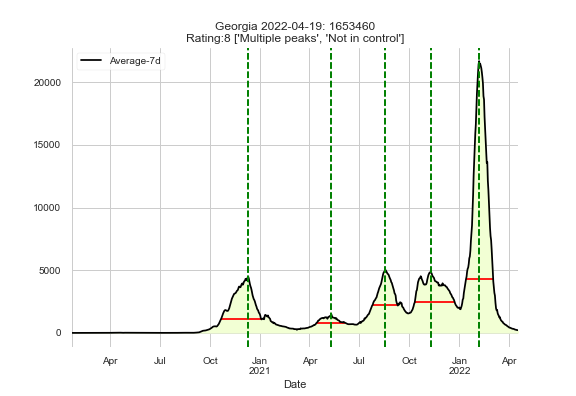 Georgia 2022-04-19: 1653460
Rating:8 ['Multiple peaks', 'Not in control']
Average-7d
20000
15000
10000
5000
0
Apr Jul Oct Jan Apr Jul Oct Jan Apr
2021 2022
Date